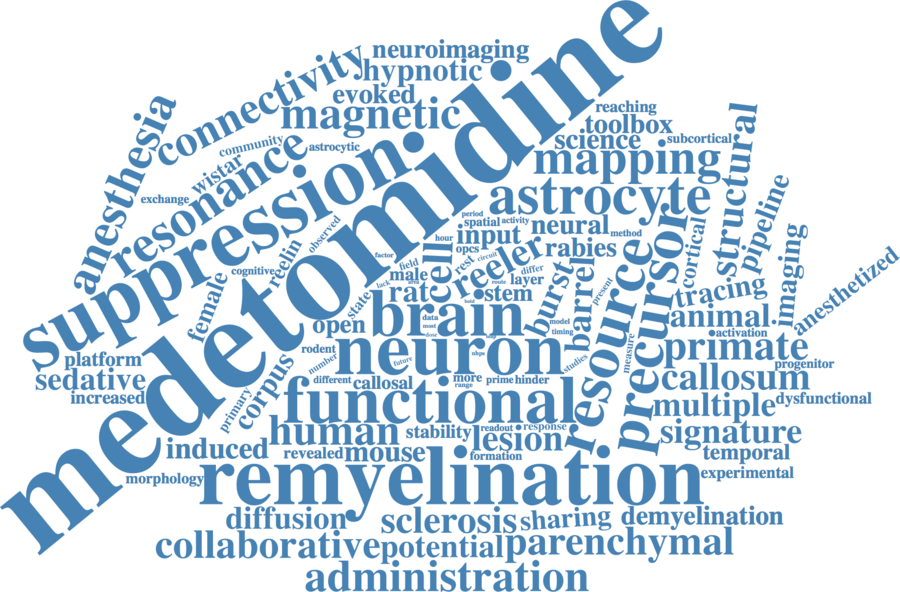 medetomidine
suppression
resonance
connectivity
anesthesia
neuroimaging
hypnotic
evoked
magnetic
community
astrocytic
wistar
exchange
reelin
observed
cognitive
female
reaching
toolbox
science
subcortical
mapping
astrocyte
structural
pipeline
imaging
anesthetized
cortical
precursor
resource
period
spatial
activity
neural
method
hour
input
opcs
rabies
reeler
cell
factor
field
rest
circuit
differ
male
lack
area
route
layer
rat
stem
burst
barrel
present
tracing
state
data
most
brain
model
timing
animal
activation
open
neuron
primate
progenitor
platform
sedative
increased
rodent
number
future
nhps
studies
measure
different
callosal
more
range
prime
hinder
callosum
corpus
primary
functional
multiple
dysfunctional
human
stability
readout
response
lesion
signature
induced
revealed
mouse
formation
temporal
morphology
remyelination
experimental
diffusion
sclerosis
sharing
demyelination
collaborative
potential
parenchymal
administration